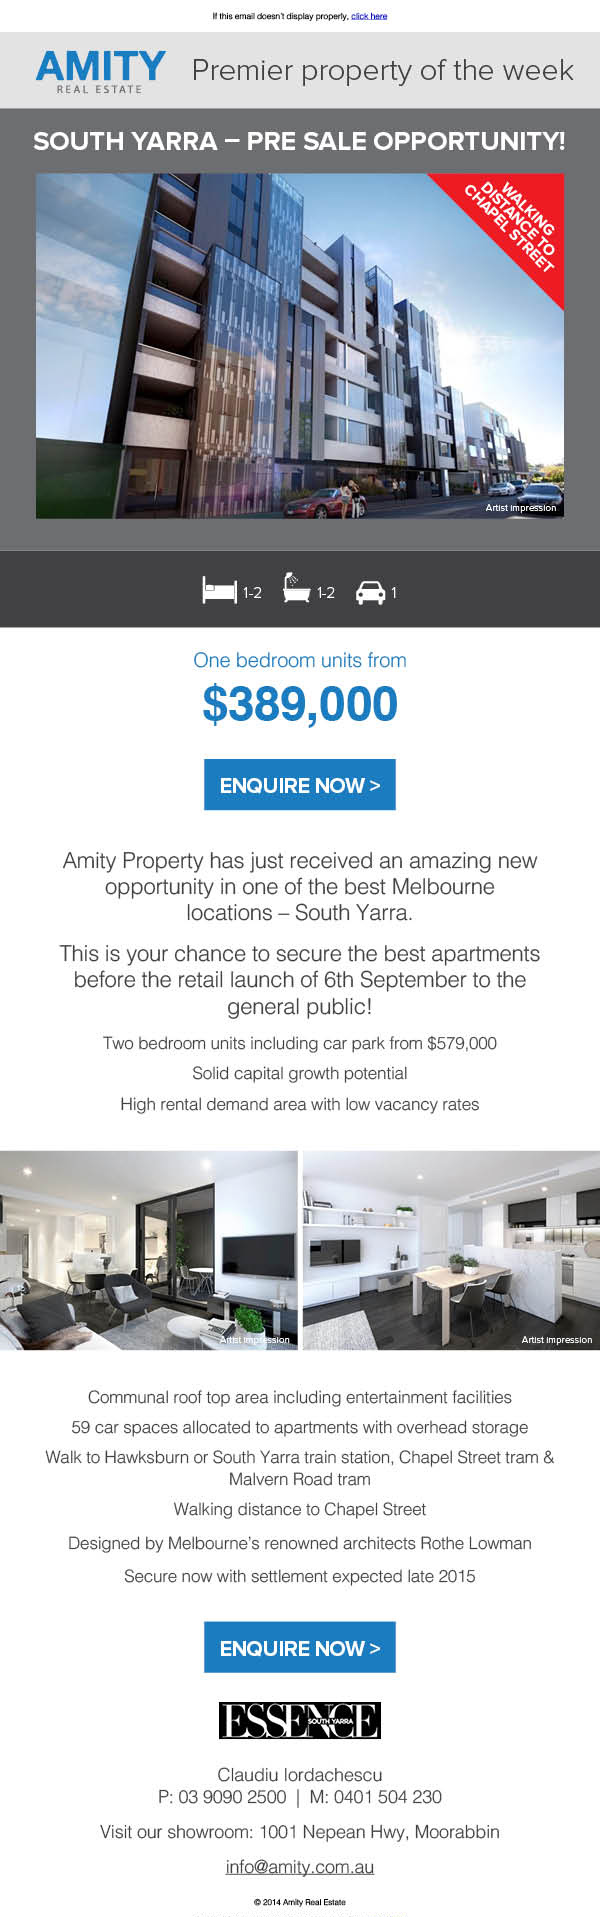 If this email doesn't display properly, click here
AMITY
REAL ESTATE
Premier property of the week
SOUTH YARRA – PRE SALE OPPORTUNITY!
WALKING
DISTANCE TO
CHAPEL STREET
Artist impression
1-2
1-2
1
One bedroom units from
$389,000
ENQUIRE NOW >
Amity Property has just received an amazing new
opportunity in one of the best Melbourne
locations – South Yarra.
This is your chance to secure the best apartments
before the retail launch of 6th September to the
general public!
Two bedroom units including car park from $579,000
Solid capital growth potential
High rental demand area with low vacancy rates
Artist impression
Artist impression
Communal roof top area including entertainment facilities
59 car spaces allocated to apartments with overhead storage
Walk to Hawksburn or South Yarra train station, Chapel Street tram &
Malvern Road tram
Walking distance to Chapel Street
Designed by Melbourne's renowned architects Rothe Lowman
Secure now with settlement expected late 2015
ENQUIRE NOW >
ESSENCE
SOUTH YARRA
Claudiu Iordachescu
P: 03 9090 2500 | M: 0401 504 230
Visit our showroom: 1001 Nepean Hwy, Moorabbin
info@amity.com.au
© 2014 Amity Real Estate